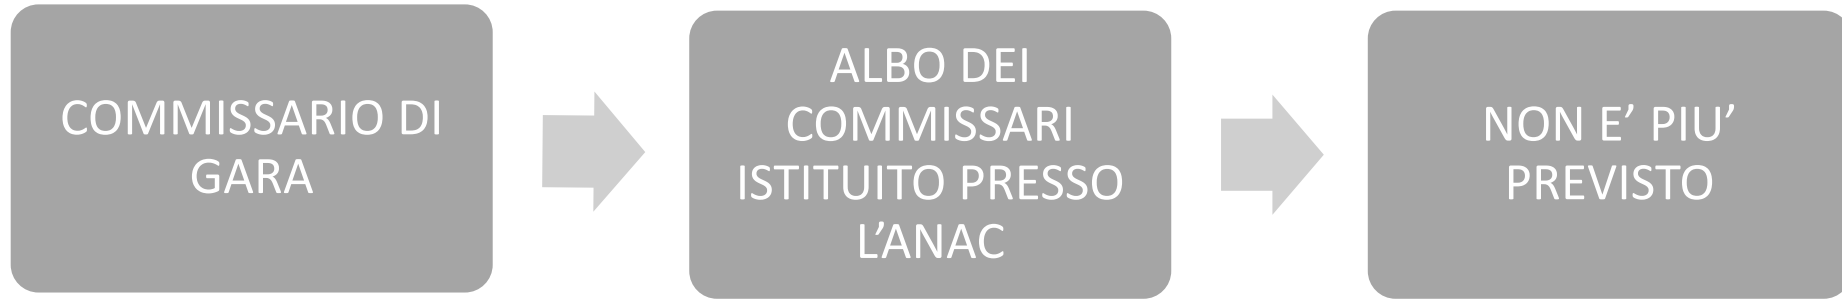 COMMISSARIO DI
GARA
ALBO DEI
COMMISSARI
ISTITUITO PRESSO
L’ANAC
NON E’ PIU’
PREVISTO